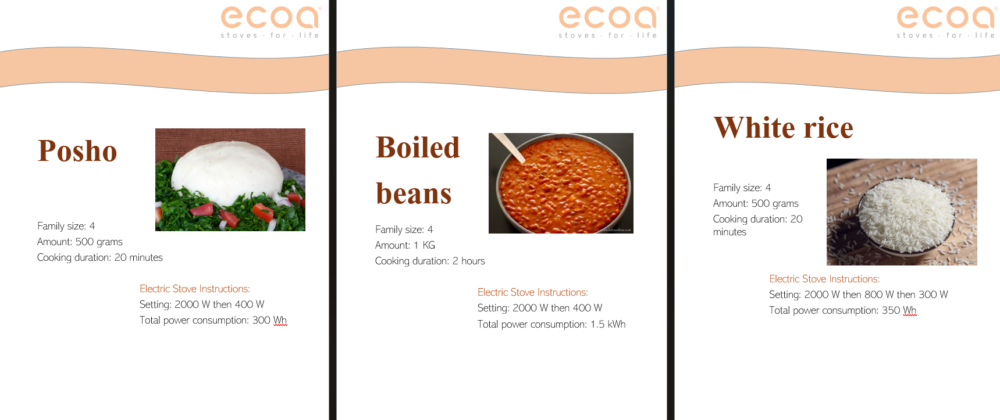 ecoa
stoves · for · life
Posho
Family size: 4
Amount: 500 grams
Cooking duration: 20 minutes
Electric Stove Instructions:
Setting: 2000 W then 400 W
Total power consumption: 300 Wh
ecoa
stoves · for · life
Boiled
beans
Family size: 4
Amount: 1 KG
Cooking duration: 2 hours
Electric Stove Instructions:
Setting: 2000 W then 400 W
Total power consumption: 1.5 kWh
ecoa
stoves · for · life
White rice
Family size: 4
Amount: 500 grams
Cooking duration: 20
minutes
Electric Stove Instructions:
Setting: 2000 W then 800 W then 300 W
Total power consumption: 350 Wh